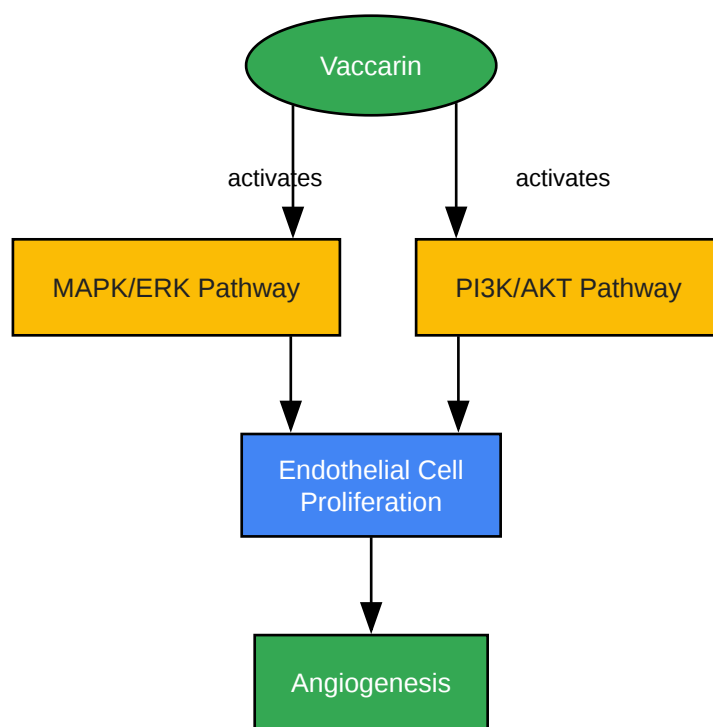 Vaccarin
activates
activates
MAPK/ERK Pathway
PI3K/AKT Pathway
Endothelial Cell
Proliferation
Angiogenesis